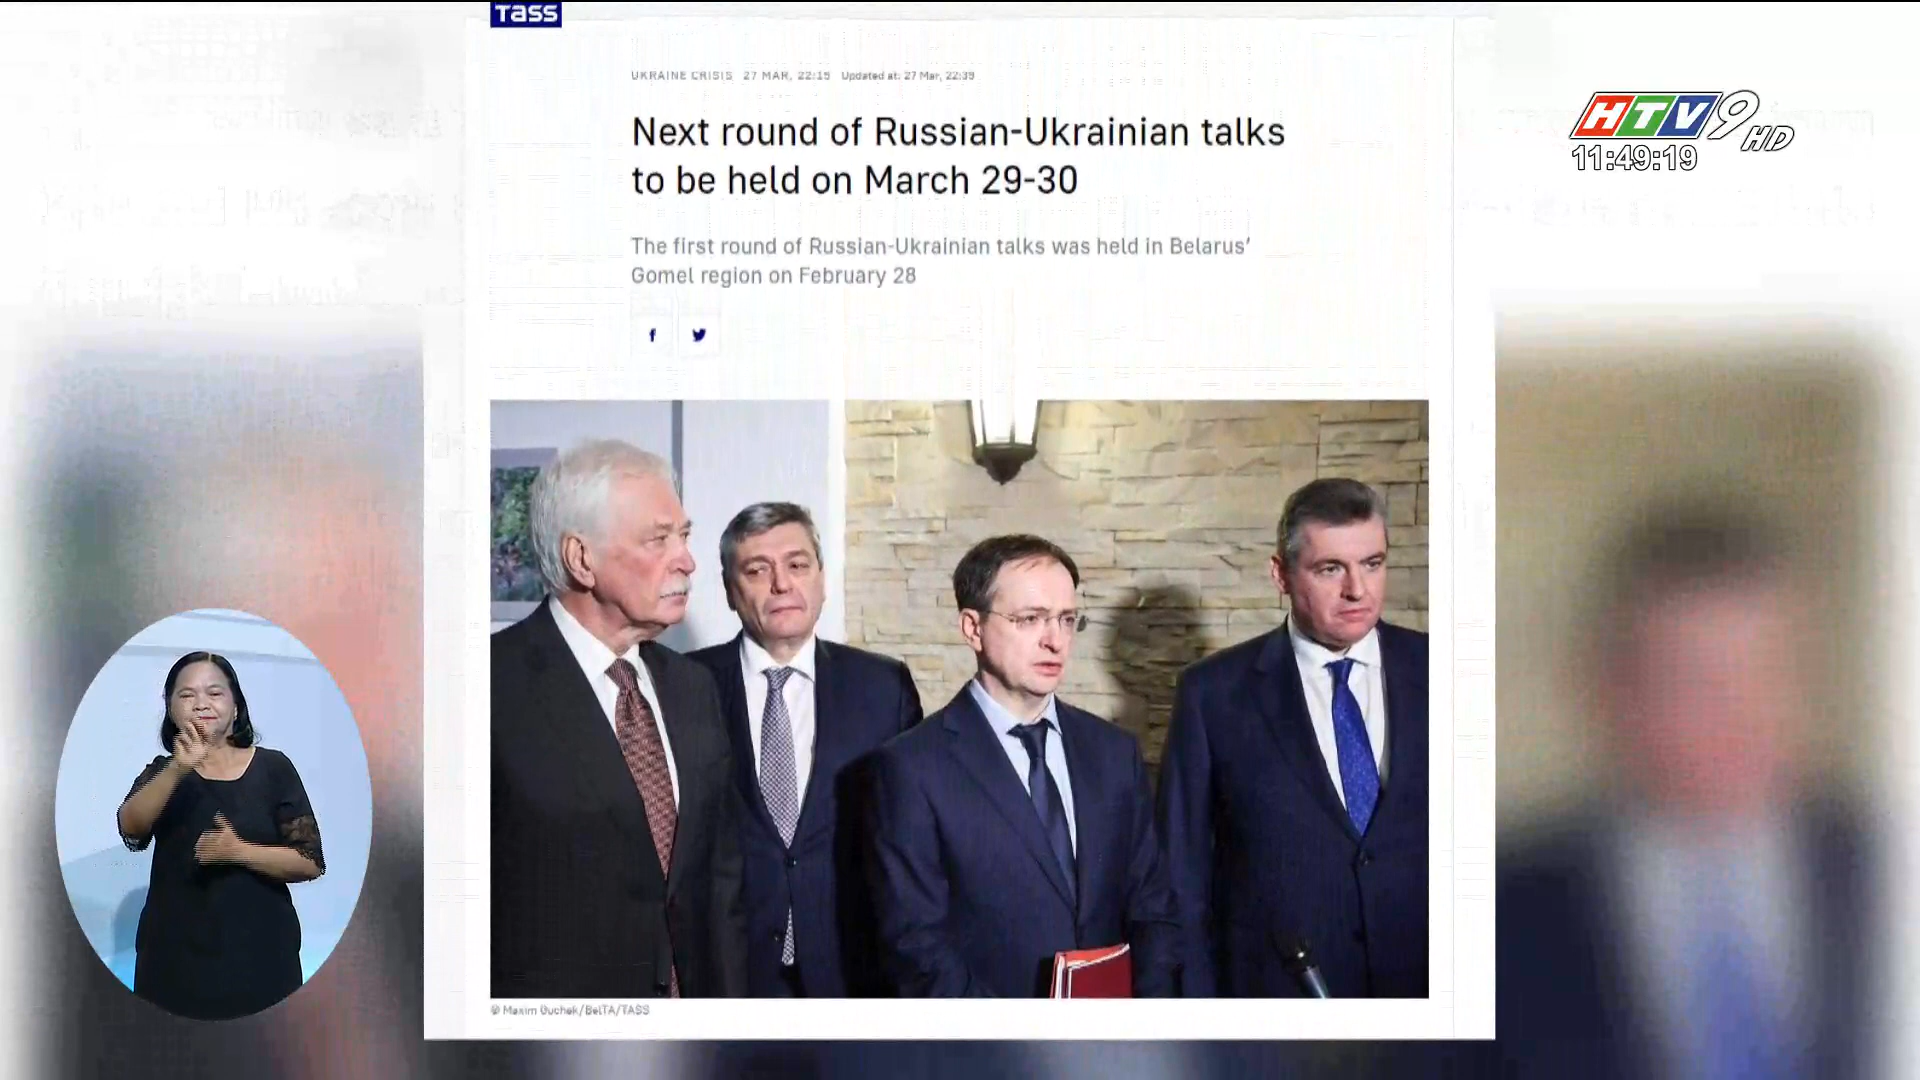 TASS
UKRAINE CRISIS 27 MAR, 22:15 Updated at: 27 Mar, 22:39
Next round of Russian-Ukrainian talks
to be held on March 29-30
The first round of Russian-Ukrainian talks was held in Belarus’
Gomel region on February 28
© Maxim Guchek/BelTA/TASS
HTV9 HD
11:49:19